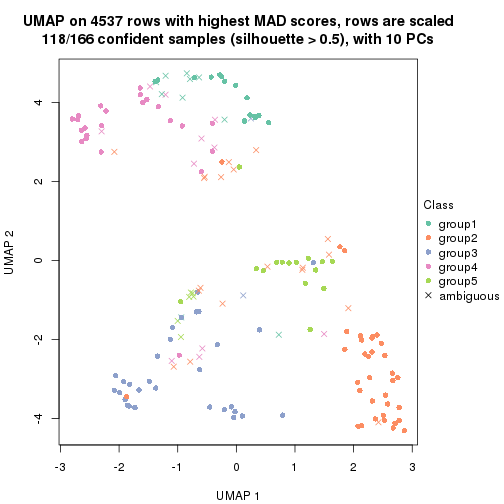 UMAP on 4537 rows with highest MAD scores, rows are scaled
118/166 confident samples (silhouette > 0.5), with 10 PCs
4
2
0
-2
-4
UMAP 2
-3
-2
-1
0
1
2
3
UMAP 1
Class
group1
group2
group3
group4
group5
ambiguous